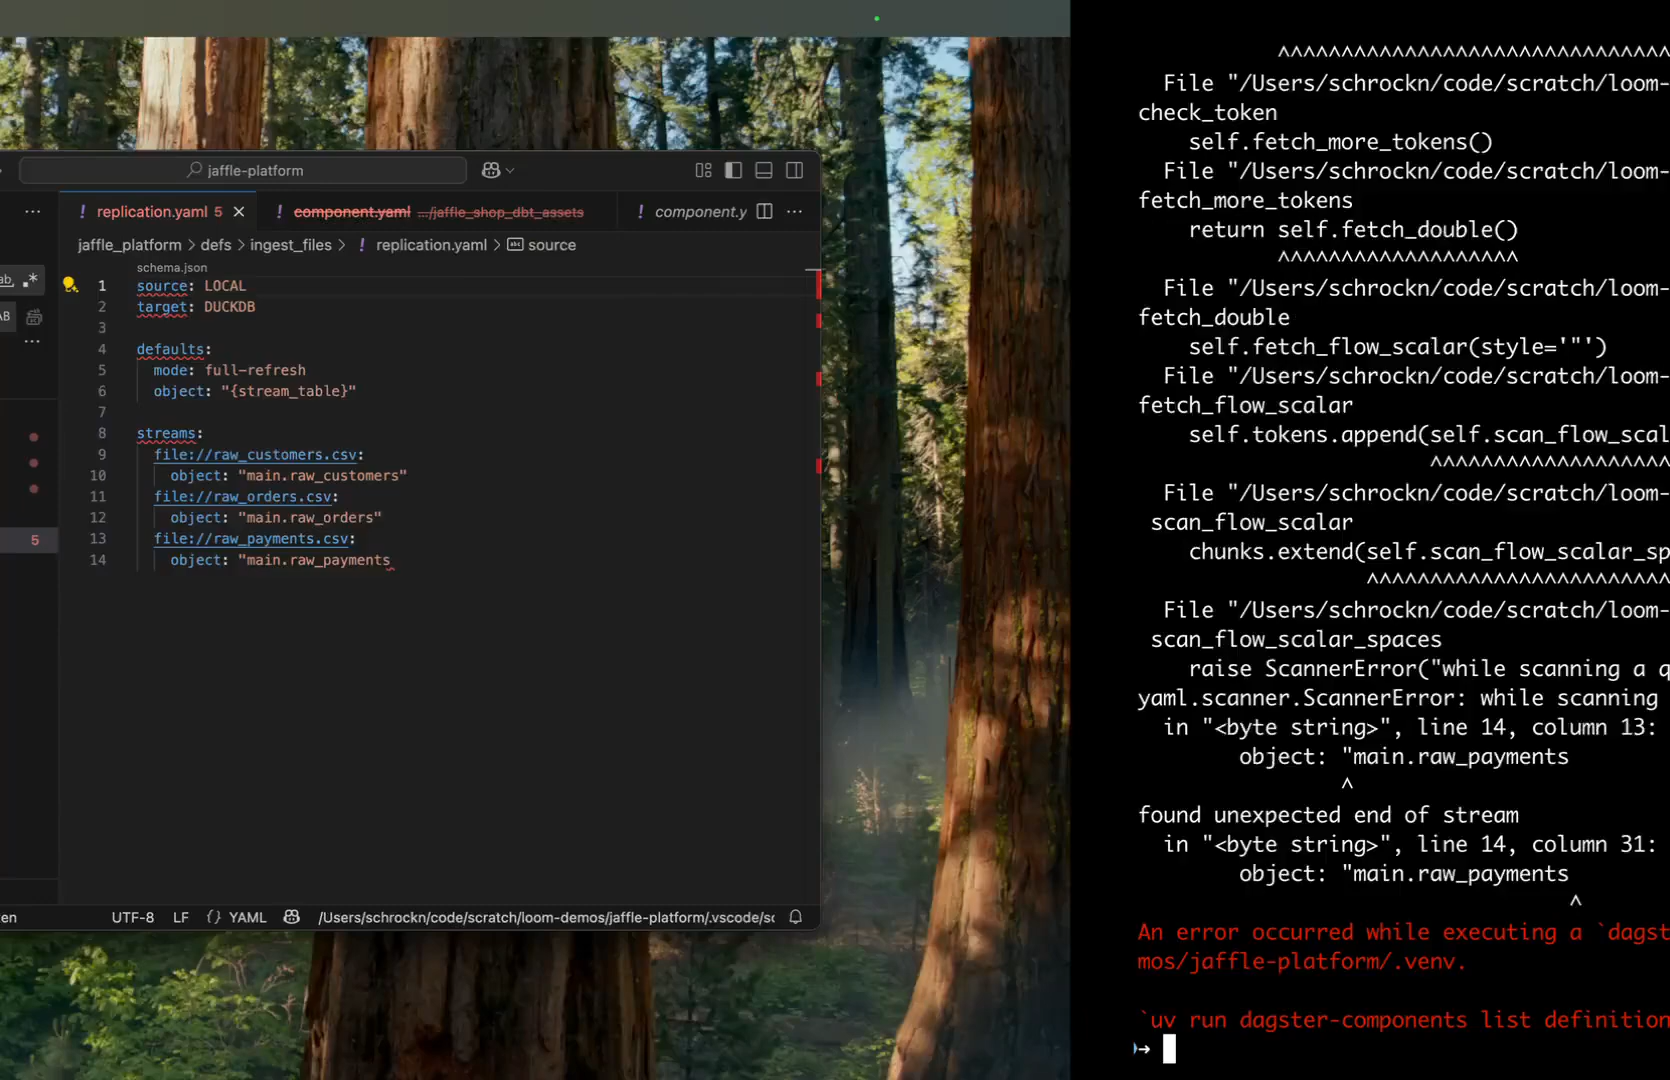 jaffle-platform
replication.yaml 5
component.yaml .../jaffle_shop_dbt_assets
component.y
jaffle_platform > defs > ingest_files > ! replication.yaml > source
schema.json
1 source: LOCAL
2 target: DUCKDB
3
4 defaults:
5 mode: full-refresh
6 object: "{stream_table}"
7
8 streams:
9 file://raw_customers.csv:
10 object: "main.raw_customers"
11 file://raw_orders.csv:
12 object: "main.raw_orders"
13 file://raw_payments.csv:
14 object: "main.raw_payments
ab, .*
AB
5
UTF-8 LF {} YAML /Users/schrockn/code/scratch/loom-demos/jaffle-platform/.vscode/sc
^^^^^^^^^^^^^^^^^^^^^^^^^^^^^^^
File "/Users/schrockn/code/scratch/loom-
check_token
self.fetch_more_tokens()
File "/Users/schrockn/code/scratch/loom-
fetch_more_tokens
return self.fetch_double()
^^^^^^^^^^^^^^^^^^^
File "/Users/schrockn/code/scratch/loom-
fetch_double
self.fetch_flow_scalar(style='"')
File "/Users/schrockn/code/scratch/loom-
fetch_flow_scalar
self.tokens.append(self.scan_flow_scal
^^^^^^^^^^^^^^^^^^^
File "/Users/schrockn/code/scratch/loom-
scan_flow_scalar
chunks.extend(self.scan_flow_scalar_sp
^^^^^^^^^^^^^^^^^^^^^^^^
File "/Users/schrockn/code/scratch/loom-
scan_flow_scalar_spaces
raise ScannerError("while scanning a q
yaml.scanner.ScannerError: while scanning
in "<byte string>", line 14, column 13:
object: "main.raw_payments
^
found unexpected end of stream
in "<byte string>", line 14, column 31:
object: "main.raw_payments
^
An error occurred while executing a `dagst
mos/jaffle-platform/.venv.
`uv run dagster-components list definition